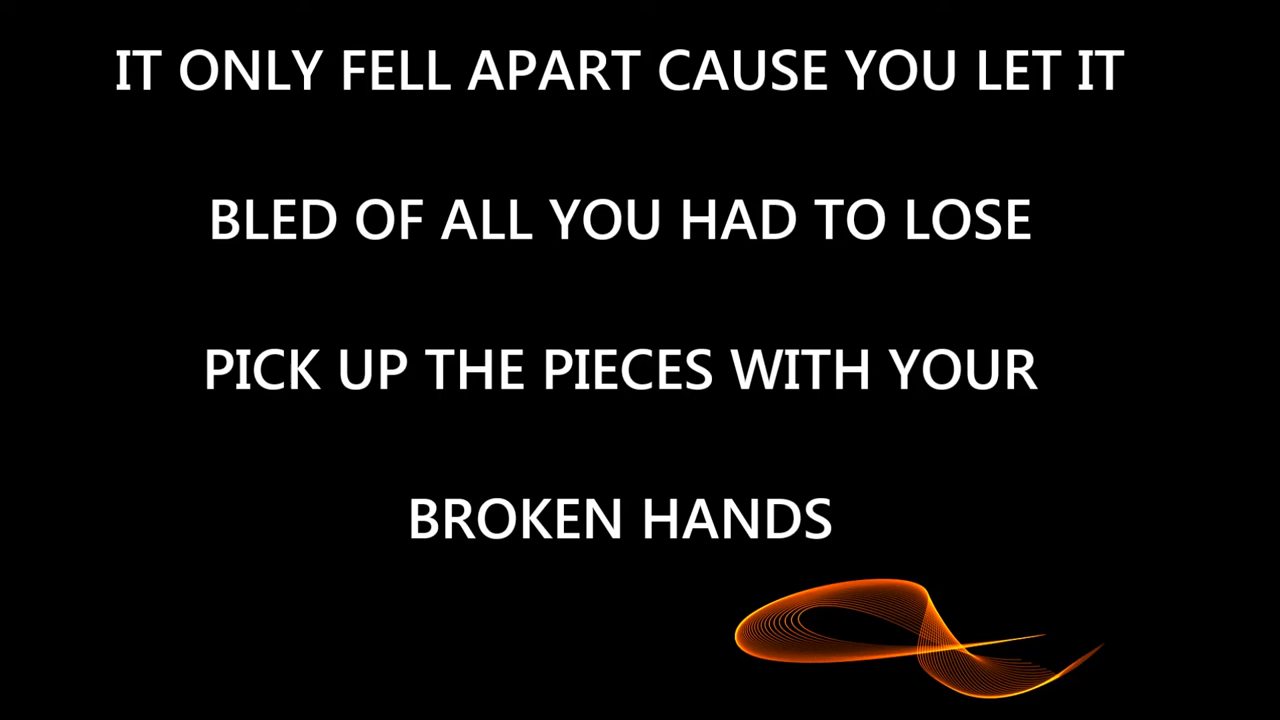 IT ONLY FELL APART CAUSE YOU LET IT
BLED OF ALL YOU HAD TO LOSE
PICK UP THE PIECES WITH YOUR
BROKEN HANDS